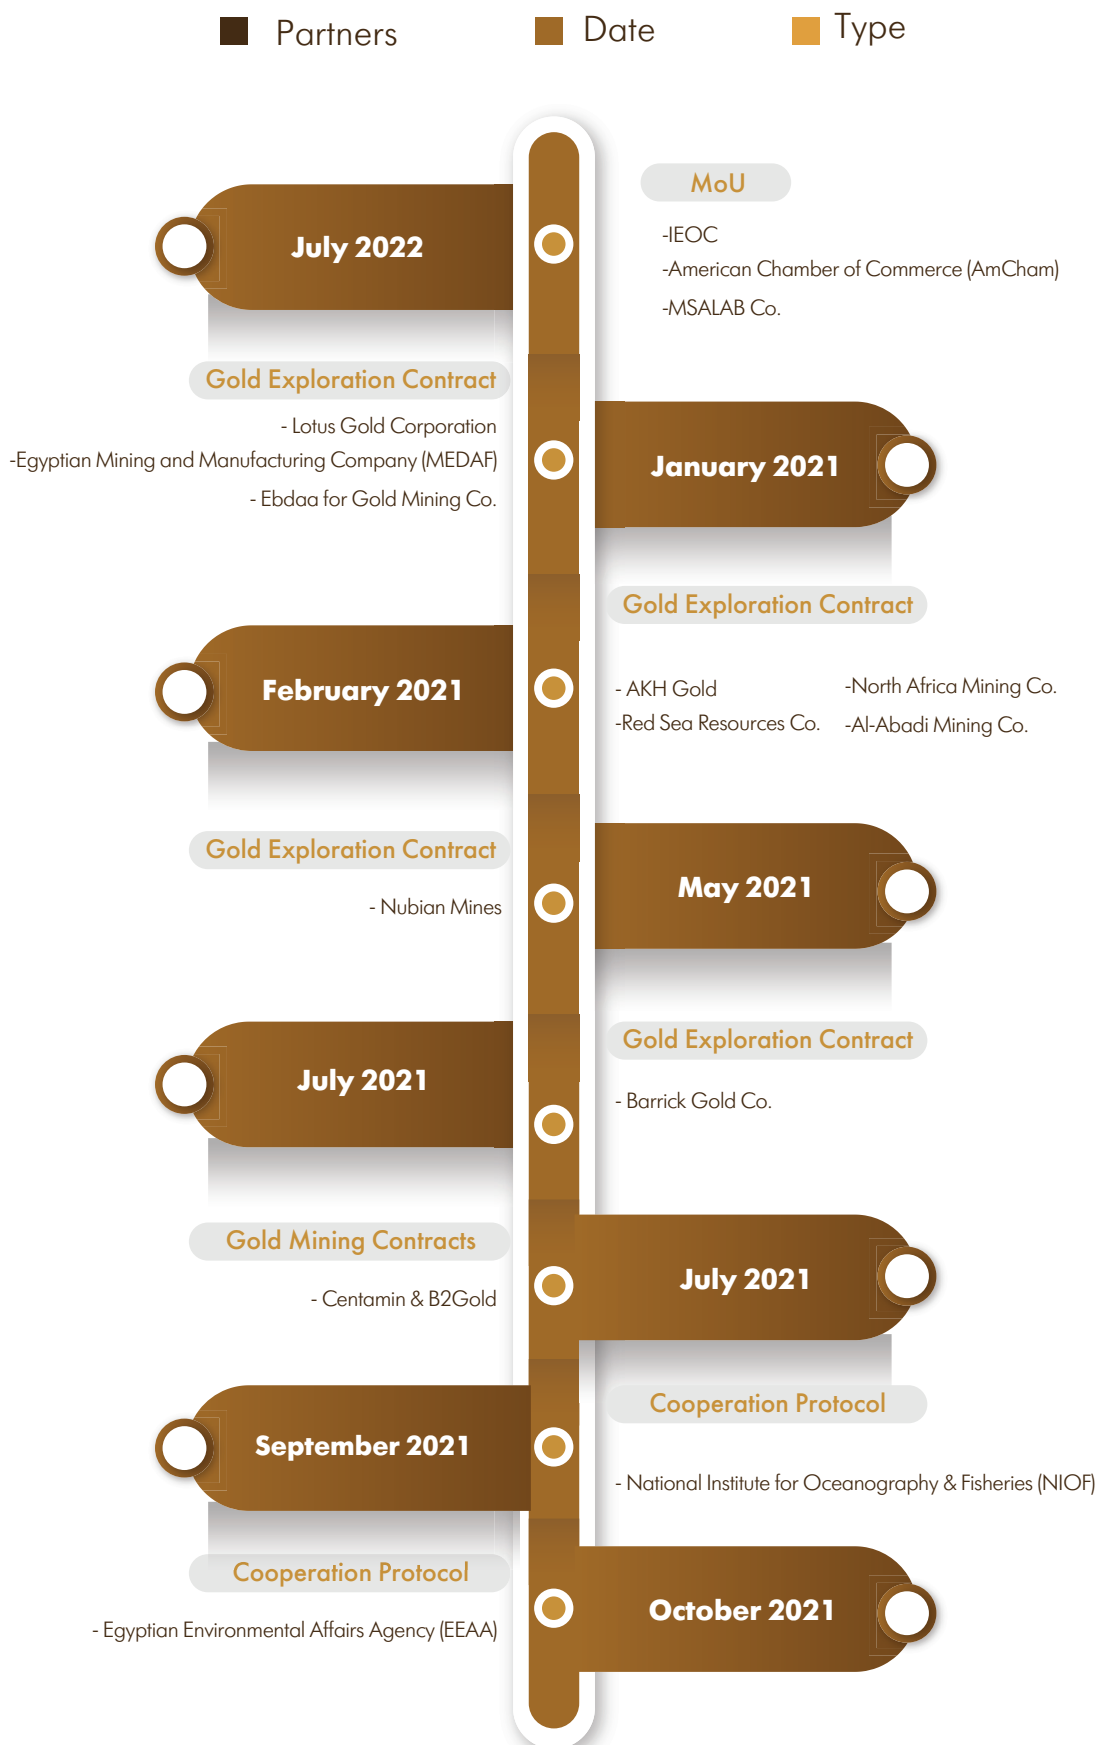 Partners
Date
Type
July 2022
MoU
-IEOC
-American Chamber of Commerce (AmCham)
-MSALAB Co.
January 2021
Gold Exploration Contract
- Lotus Gold Corporation
-Egyptian Mining and Manufacturing Company (MEDAF)
- Ebdaa for Gold Mining Co.
February 2021
Gold Exploration Contract
- AKH Gold
-Red Sea Resources Co.
-North Africa Mining Co.
-Al-Abadi Mining Co.
May 2021
Gold Exploration Contract
- Nubian Mines
July 2021
Gold Exploration Contract
- Barrick Gold Co.
July 2021
Gold Mining Contracts
- Centamin & B2Gold
September 2021
Cooperation Protocol
- National Institute for Oceanography & Fisheries (NIOF)
October 2021
Cooperation Protocol
- Egyptian Environmental Affairs Agency (EEAA)